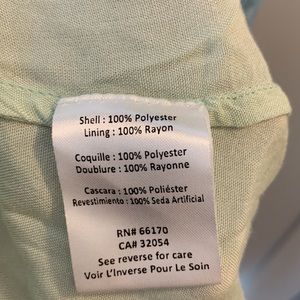 Shell : 100% Polyester
Lining : 100% Rayon
Coquille : 100% Polyester
Doublure : 100% Rayonne
Cascara : 100% Poliéster
Revestimiento : 100% Seda Artificial
RN# 66170
CA# 32054
See reverse for care
Voir L'Inverse Pour Le Soin